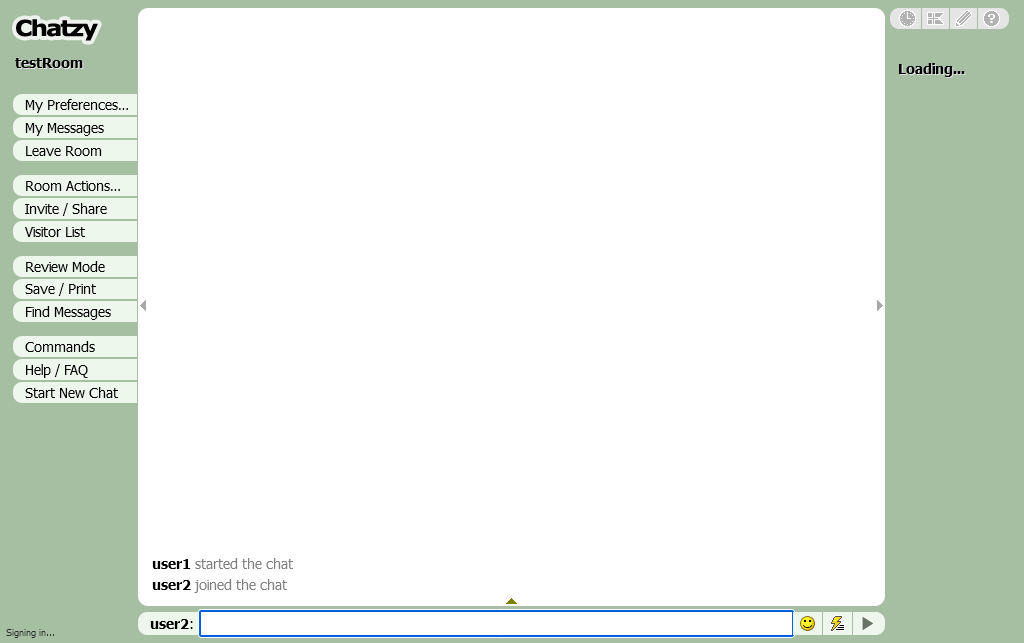 Chatzy
testRoom
My Preferences...
My Messages
Leave Room
Room Actions...
Invite / Share
Visitor List
Review Mode
Save / Print
Find Messages
Commands
Help / FAQ
Start New Chat
Signing in...
user1 started the chat
user2 joined the chat
user2:
?
Loading...